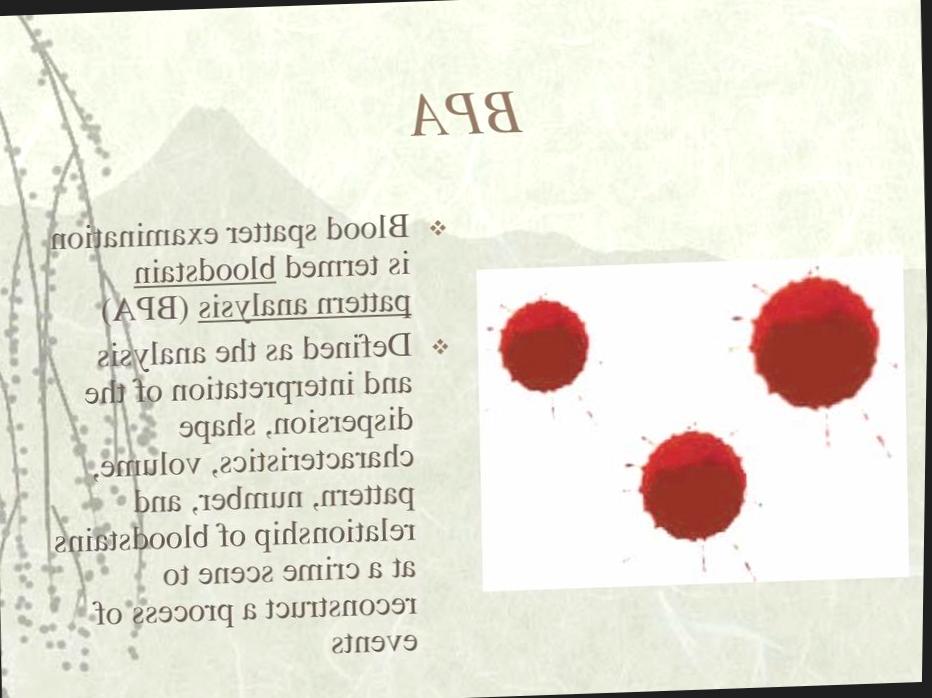 BPA
❖ Blood spatter examination
is termed bloodstain
pattern analysis (BPA)
❖ Defined as the analysis
and interpretation of the
dispersion, shape
characteristics, volume,
pattern, number, and
relationship of bloodstains
at a crime scene to
reconstruct a process of
events